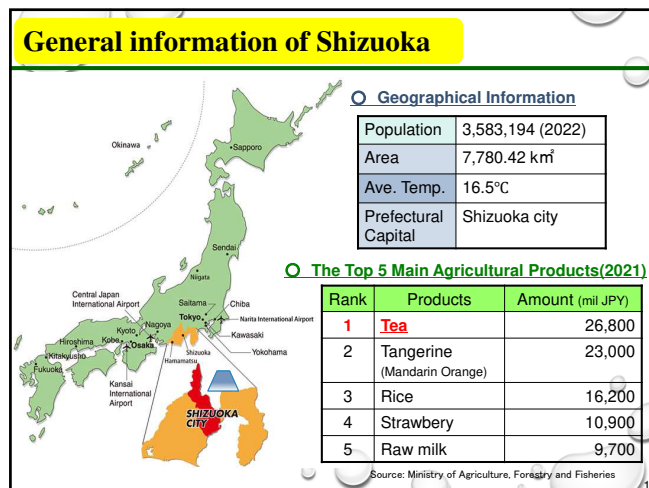 General information of Shizuoka
○ Geographical Information
Population 3,583,194 (2022)
Area 7,780.42 k㎡
Ave. Temp. 16.5℃
Prefectural Shizuoka city
Capital
○ The Top 5 Main Agricultural Products(2021)
Rank Products Amount (mil JPY)
1 Tea 26,800
2 Tangerine 23,000
(Mandarin Orange)
3 Rice 16,200
4 Strawbery 10,900
5 Raw milk 9,700
Source: Ministry of Agriculture, Forestry and Fisheries
1
Okinawa
Sapporo
Sendai
Niigata
Central Japan
International Airport
Saitama
Chiba
Tokyo
Narita International Airport
Nagoya
Kyoto
Kawasaki
Hiroshima
Kobe
Osaka
Yokohama
Kitakyushu
Shizuoka
Hamamatsu
Fukuoka
Kansai
International
Airport
SHIZUOKA
CITY